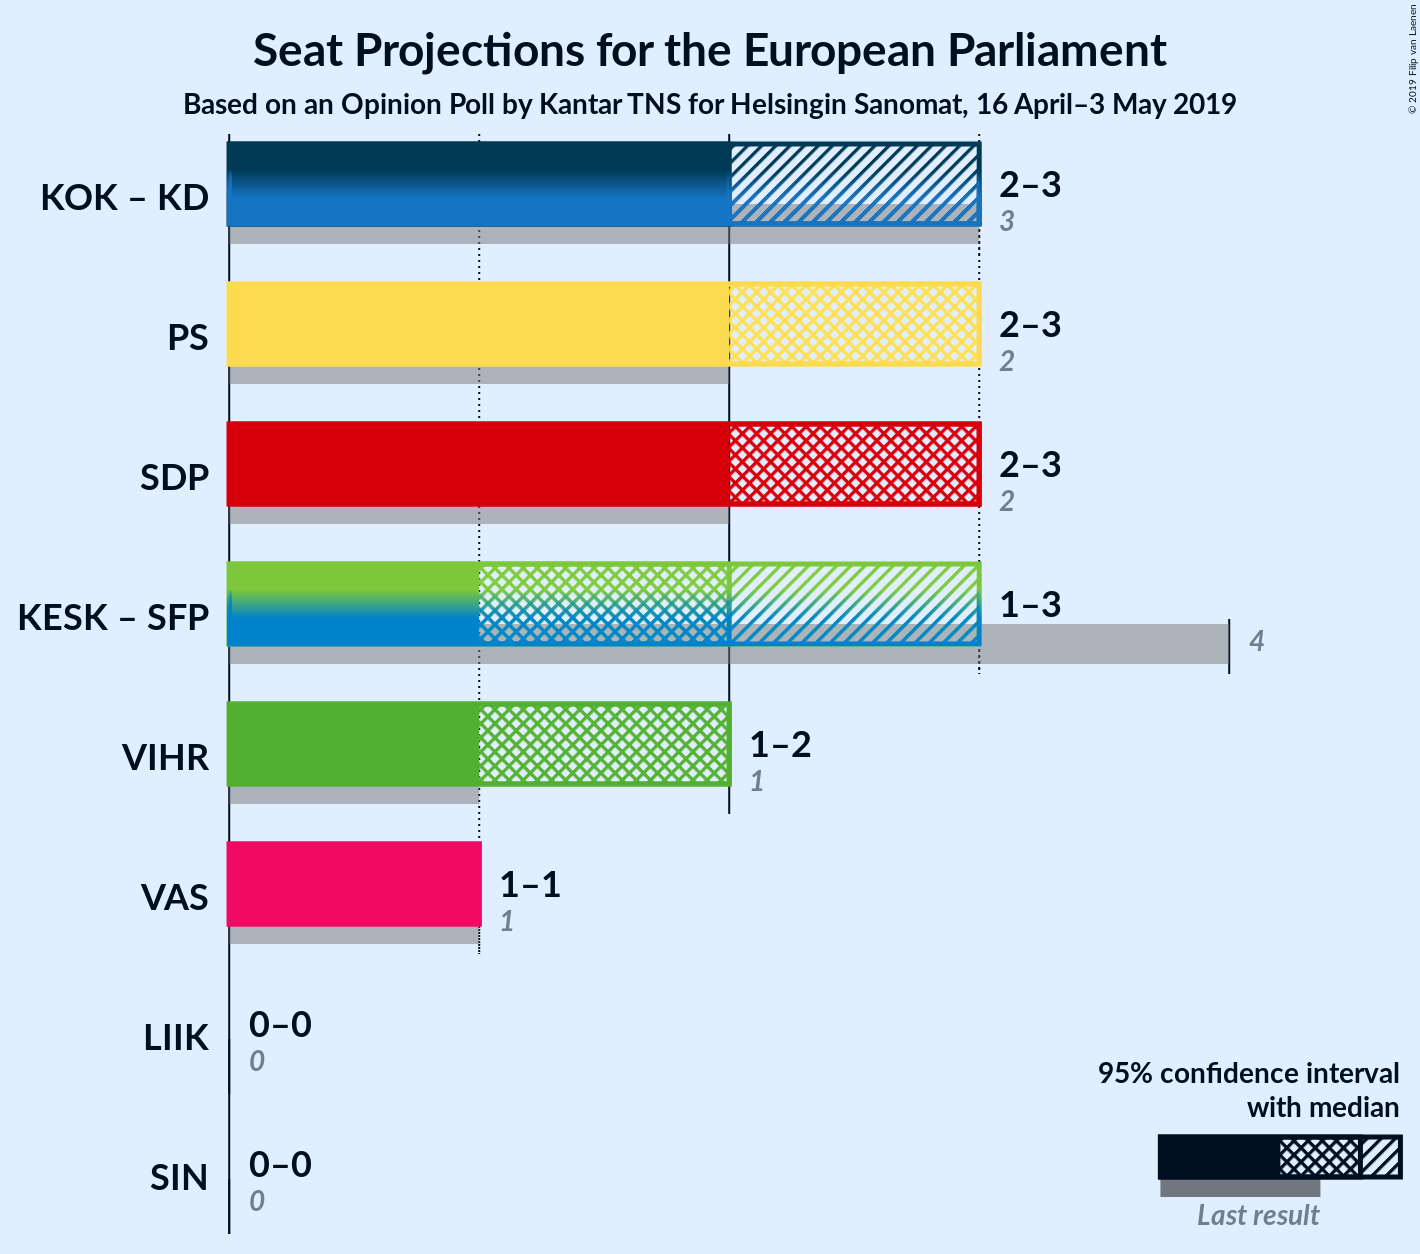 Seat Projections for the European Parliament
Based on an Opinion Poll by Kantar TNS for Helsingin Sanomat, 16 April–3 May 2019
© 2019 Filip van Laenen
KOK – KD
2–3
3
PS
2–3
2
SDP
2–3
2
KESK – SFP
1–3
4
VIHR
1–2
1
VAS
1–1
1
LIIK
0–0
0
SIN
0–0
0
95% confidence interval
with median
Last result